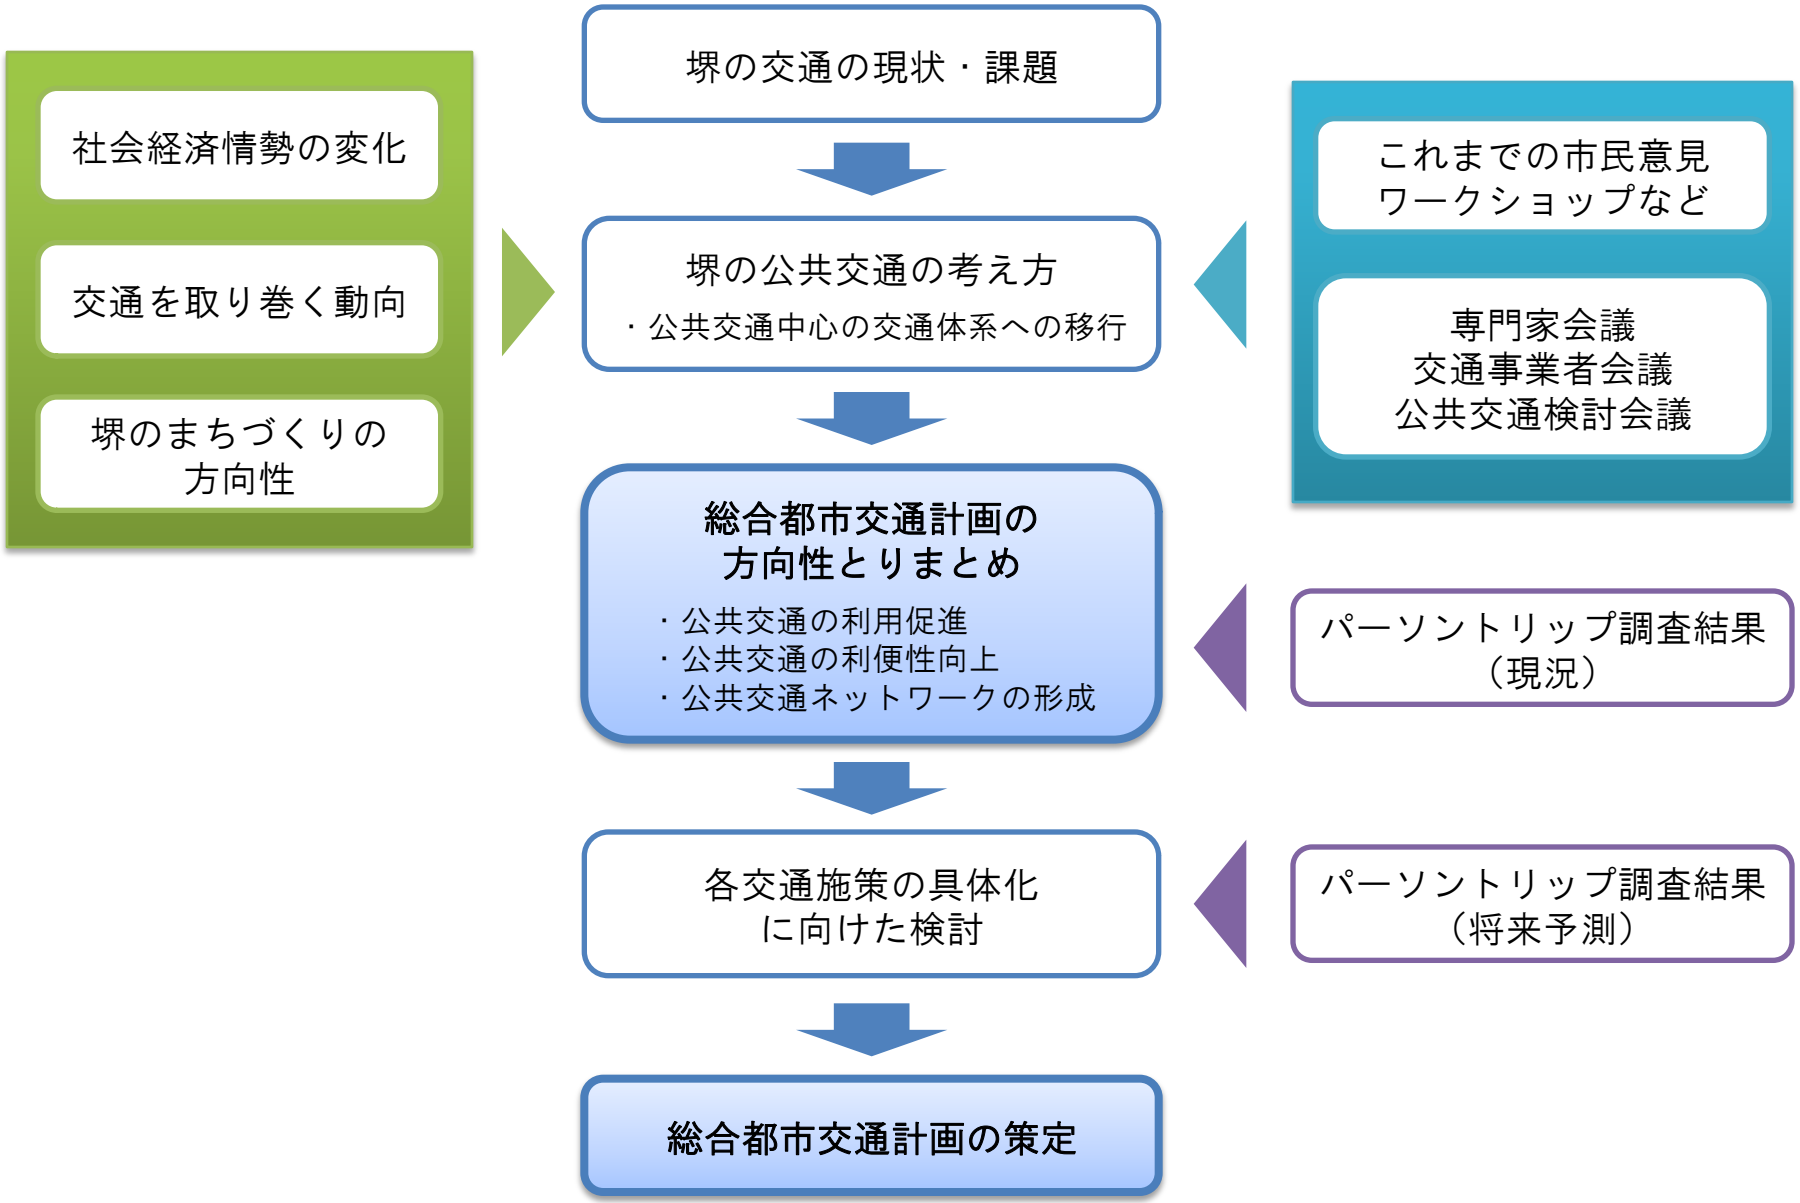 堺の交通の現状・課題
社会経済情勢の変化
交通を取り巻く動向
堺のまちづくりの
方向性
堺の公共交通の考え方
・公共交通中心の交通体系への移行
これまでの市民意見
ワークショップなど
専門家会議
交通事業者会議
公共交通検討会議
総合都市交通計画の
方向性とりまとめ
・公共交通の利用促進
・公共交通の利便性向上
・公共交通ネットワークの形成
パーソントリップ調査結果
（現況）
各交通施策の具体化
に向けた検討
パーソントリップ調査結果
（将来予測）
総合都市交通計画の策定